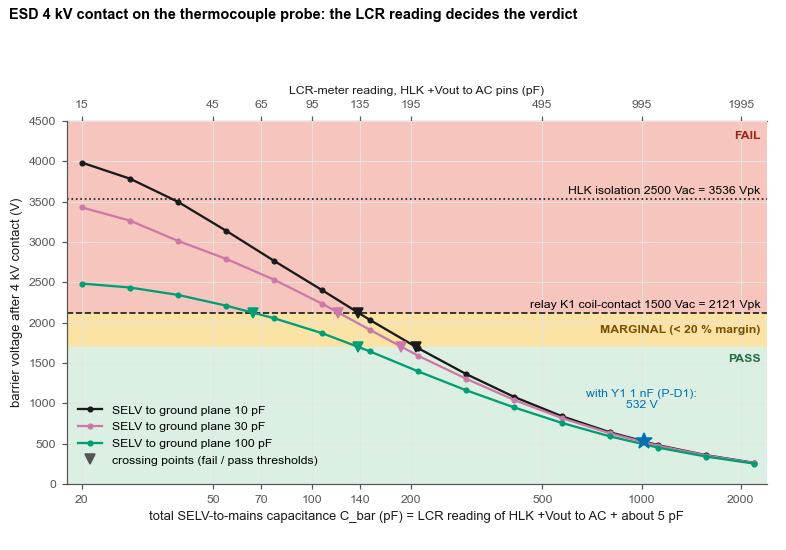 ESD 4 kV contact on the thermocouple probe: the LCR reading decides the verdict
LCR-meter reading, HLK +Vout to AC pins (pF)
15 45 65 95 135 195 495 995 1995
4500
4000
3500
3000
2500
2000
1500
1000
500
0
barrier voltage after 4 kV contact (V)
FAIL
HLK isolation 2500 Vac = 3536 Vpk
relay K1 coil-contact 1500 Vac = 2121 Vpk
MARGINAL (< 20 % margin)
PASS
with Y1 1 nF (P-D1):
532 V
SELV to ground plane 10 pF
SELV to ground plane 30 pF
SELV to ground plane 100 pF
crossing points (fail / pass thresholds)
20 50 70 100 140 200 500 1000 2000
total SELV-to-mains capacitance C_bar (pF) = LCR reading of HLK +Vout to AC + about 5 pF